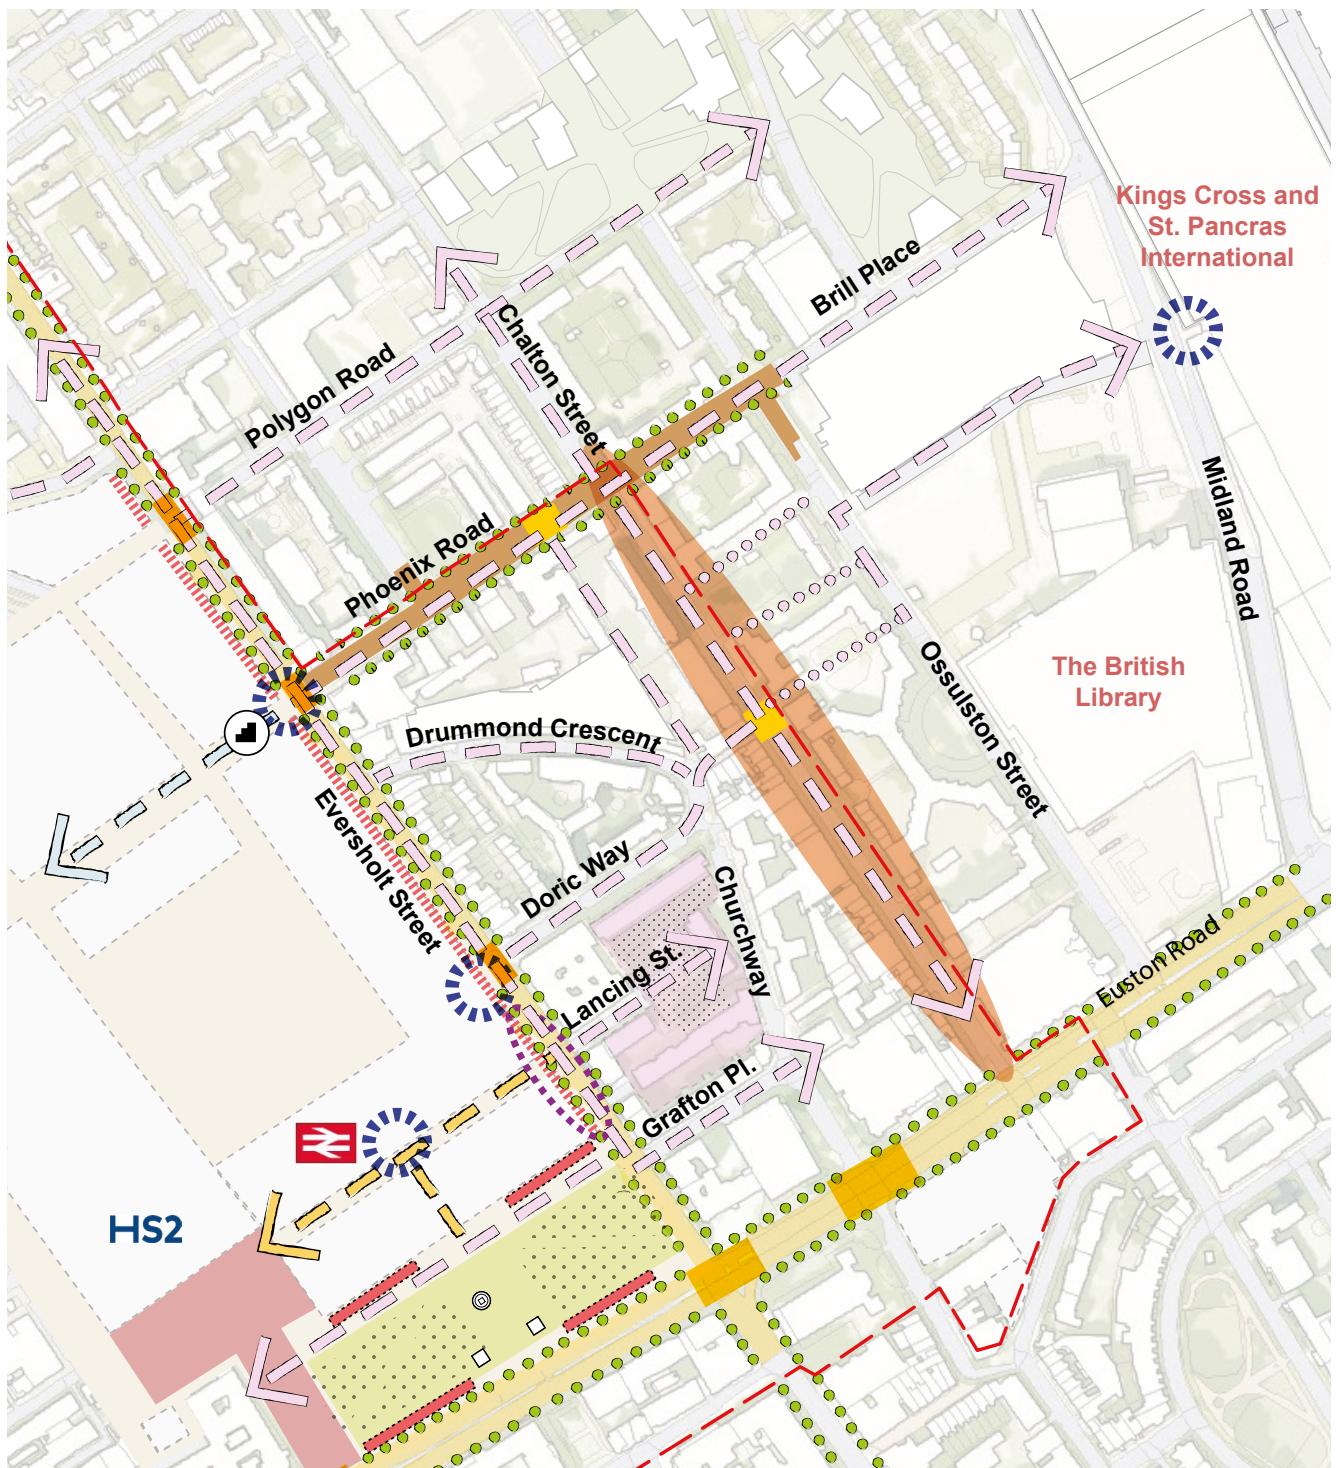 Kings Cross and
St. Pancras
International
Brill Place
Chalton Street
Polygon Road
Midland Road
Phoenix Road
The British
Library
Ossulston Street
Drummond Crescent
Eversholt Street
Doric Way
Churchway
Lancing St.
Euston Road
Grafton Pl.
HS2